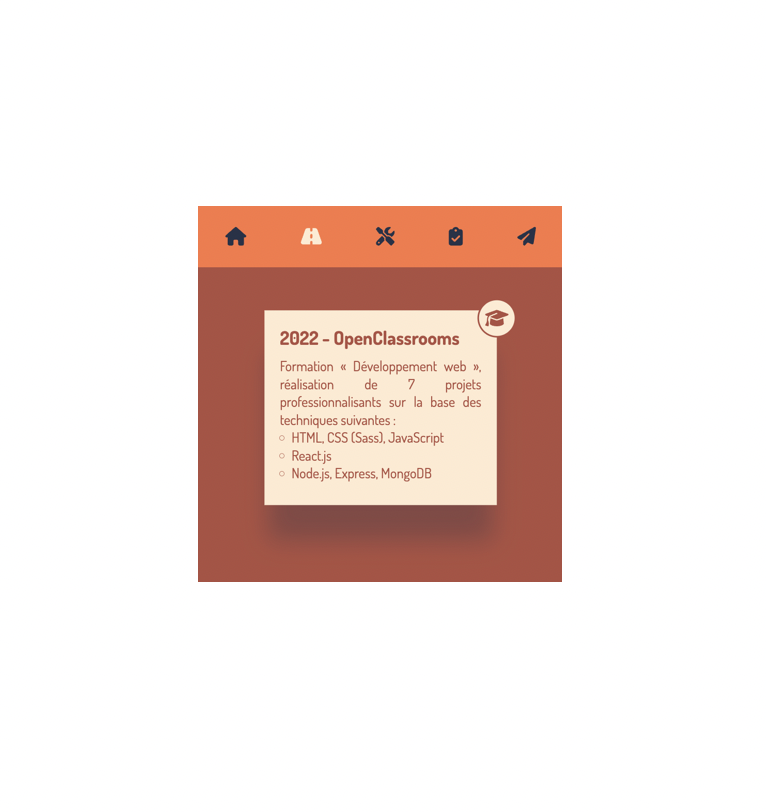 2022 - OpenClassrooms
Formation « Développement web »,
réalisation de 7 projets
professionnalisants sur la base des
techniques suivantes :
HTML, CSS (Sass), JavaScript
React.js
Node.js, Express, MongoDB